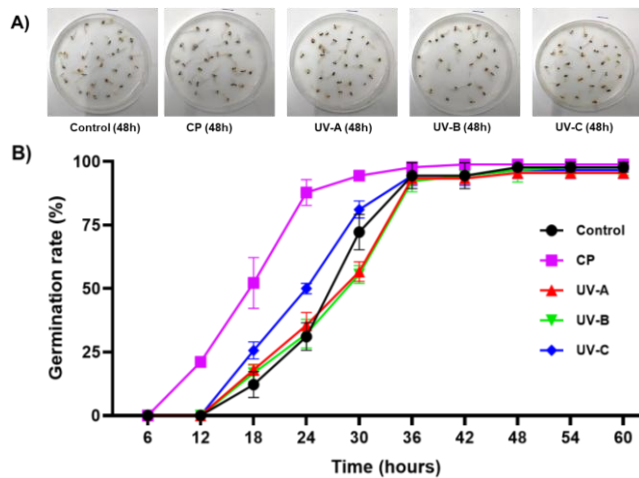 A)
Control (48h) CP (48h) UV-A (48h) UV-B (48h) UV-C (48h)
B)
Germination rate (%)
100
75
50
25
0
Control
CP
UV-A
UV-B
UV-C
6 12 18 24 30 36 42 48 54 60
Time (hours)